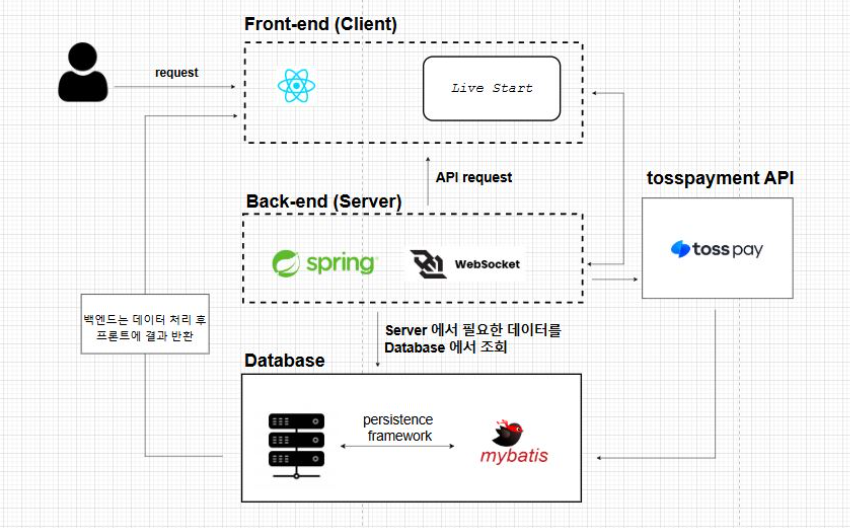 Front-end (Client)
request
Live Start
API request
tosspayment API
Back-end (Server)
spring
WebSocket
toss pay
백엔드는 데이터 처리 후
프론트에 결과 반환
Server 에서 필요한 데이터를
Database 에서 조회
Database
persistence
framework
mybatis